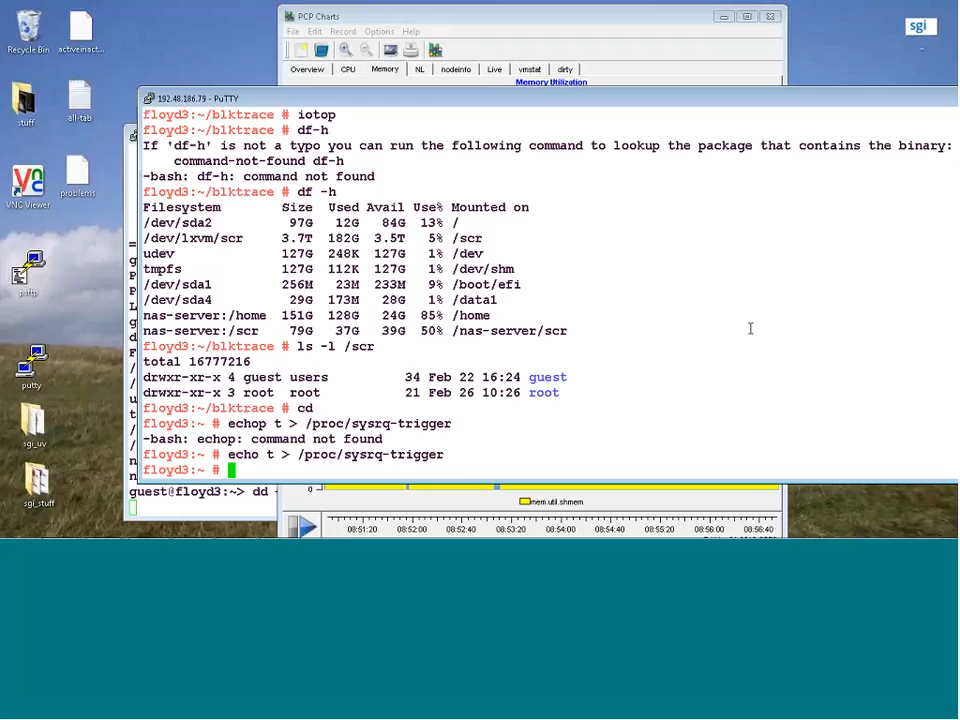 PCP Charts
File Edit Record Options Help
Overview CPU Memory NL nodeinfo Live vmstat dirty
Memory Utilization
sgi
Recycle Bin
activeinact...
stuff
all-tab
VNC Viewer
problems
psftp
putty
sgi_uv
sgi_stuff
192.48.186.79 - PuTTY
floyd3:~/blktrace # iotop
floyd3:~/blktrace # df-h
If 'df-h' is not a typo you can run the following command to lookup the package that contains the binary:
command-not-found df-h
-bash: df-h: command not found
floyd3:~/blktrace # df -h
Filesystem Size Used Avail Use% Mounted on
/dev/sda2 97G 12G 84G 13% /
/dev/lxvm/scr 3.7T 182G 3.5T 5% /scr
udev 127G 248K 127G 1% /dev
tmpfs 127G 112K 127G 1% /dev/shm
/dev/sda1 256M 23M 233M 9% /boot/efi
/dev/sda4 29G 173M 28G 1% /data1
nas-server:/home 151G 128G 24G 85% /home
nas-server:/scr 79G 37G 39G 50% /nas-server/scr
floyd3:~/blktrace # ls -l /scr
total 16777216
drwxr-xr-x 4 guest users 34 Feb 22 16:24 guest
drwxr-xr-x 3 root root 21 Feb 26 10:26 root
floyd3:~/blktrace # cd
floyd3:~ # echop t > /proc/sysrq-trigger
-bash: echop: command not found
floyd3:~ # echo t > /proc/sysrq-trigger
floyd3:~ #
guest@floyd3:~> dd
0
mem.util.shmem
08:51:20 08:52:00 08:52:40 08:53:20 08:54:00 08:54:40 08:55:20 08:56:00 08:56:40